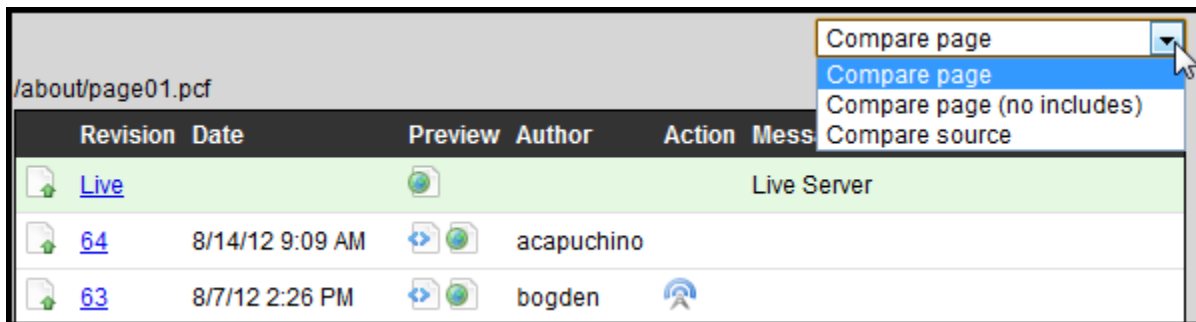 Compare page
Compare page
/about/page01.pcf
Compare page (no includes)
Compare source
Revision Date Preview Author Action Mess
Live Live Server
64 8/14/12 9:09 AM acapuchino
63 8/7/12 2:26 PM bogden